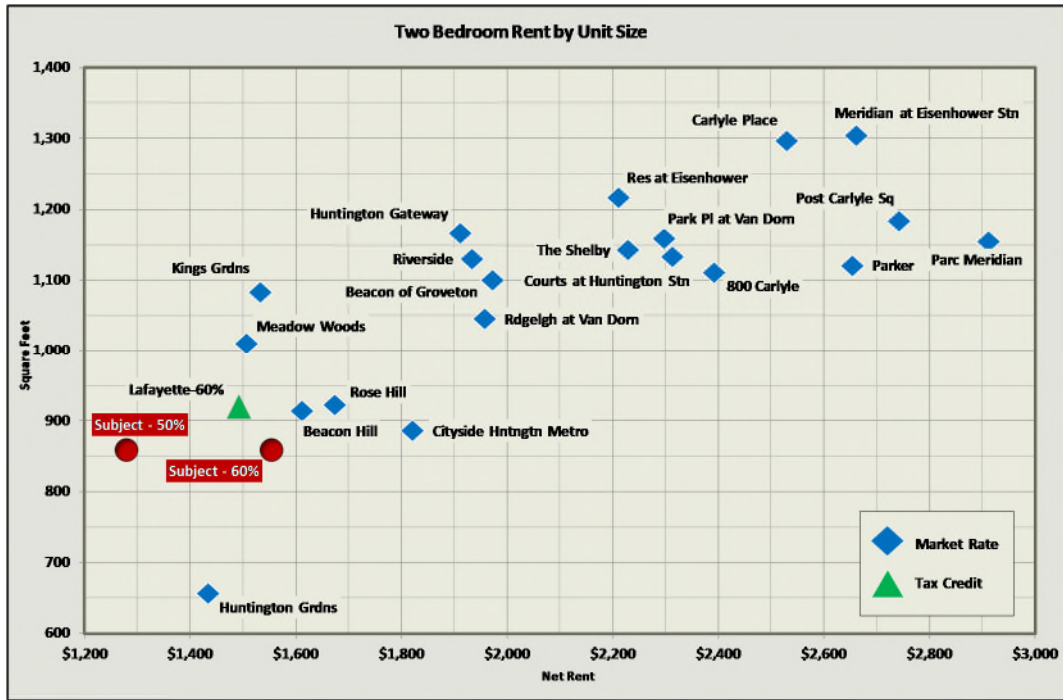 Two Bedroom Rent by Unit Size
1,400
1,300
1,200
1,100
1,000
900
800
700
600
Square Feet
Carlyle Place
Meridian at Eisenhower Stn
Res at Eisenhower
Post Carlyle Sq
Huntington Gateway
Park Pl at Van Dorn
Riverside
The Shelby
Parc Meridian
Kings Grdns
Beacon of Groveton
Courts at Huntington Stn
800 Carlyle
Parker
Meadow Woods
Rdgelgh at Van Dorn
Lafayette-60%
Rose Hill
Subject - 50%
Beacon Hill
Cityside Hntngtn Metro
Subject - 60%
Huntington Grdns
Market Rate
Tax Credit
$1,200
$1,400
$1,600
$1,800
$2,000
$2,200
$2,400
$2,600
$2,800
$3,000
Net Rent